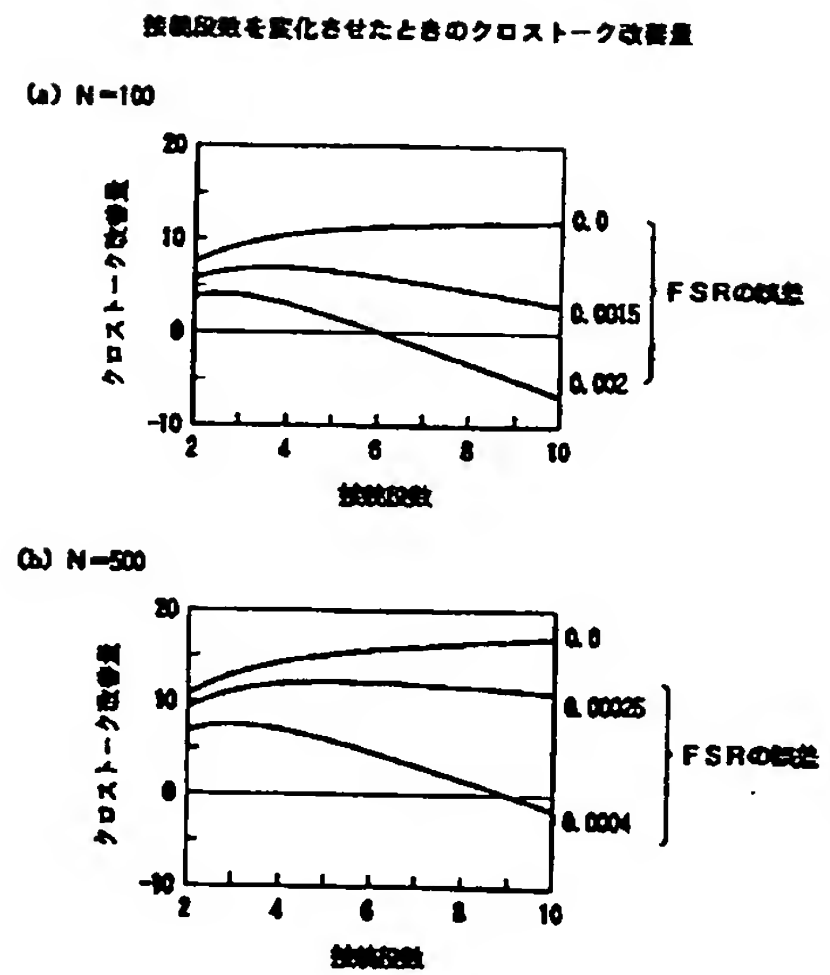 接続段数を変化させたときのクロストーク改善量
(a) N=100
クロストーク改善量
20
10
0
-10
2 4 6 8 10
接続段数
0.0
0.0015
0.002
FSRの誤差
(b) N=500
クロストーク改善量
20
10
0
-10
2 4 6 8 10
接続段数
0.0
0.00025
0.0004
FSRの誤差